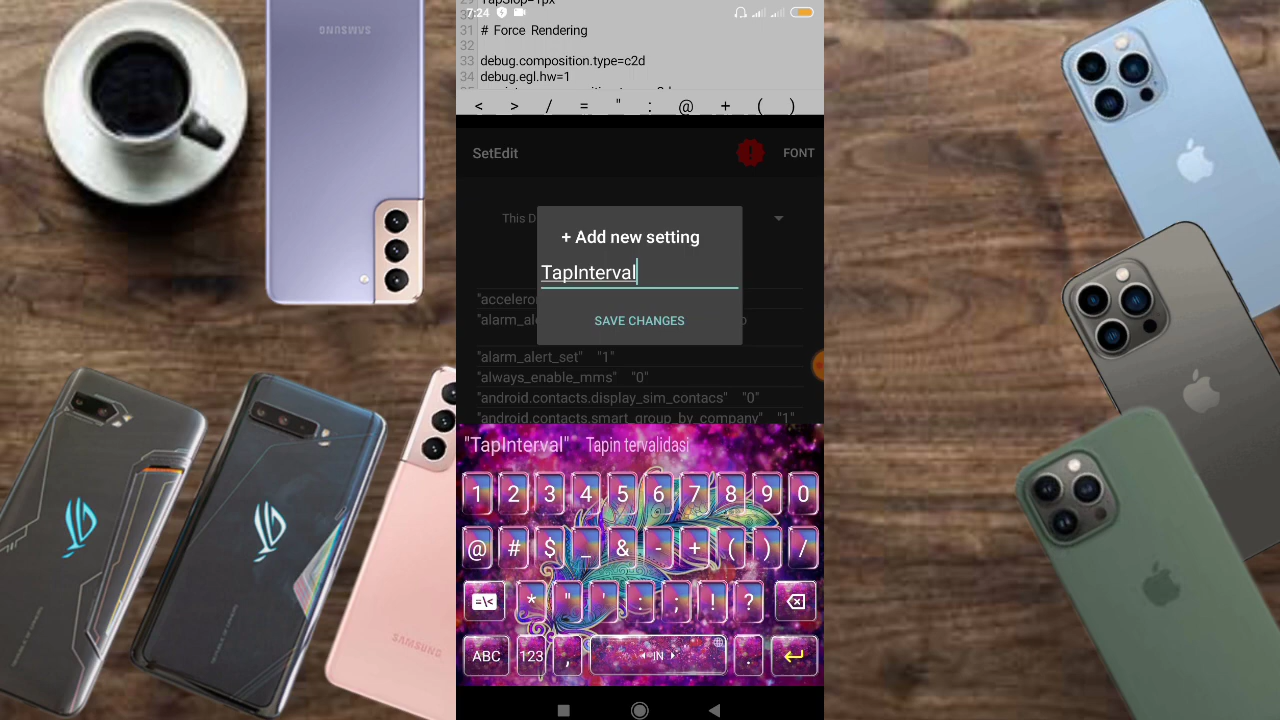 SAMSUNG
7:24
31 # Force Rendering
32
33 debug.composition.type=c2d
34 debug.egl.hw=1
< > / = " : @ + ( )
SetEdit
FONT
This D
+ Add new setting
TapInterval
SAVE CHANGES
"accelero
"alarm_ale
"alarm_alert_set" "1"
"always_enable_mms" "0"
"android.contacts.display_sim_contacs" "0"
"android.contacts.smart_group_by_company" "1"
"TapInterval" Tapin tervalidasi
1 2 3 4 5 6 7 8 9 0
@ # $ _ & - + ( ) /
=\< * " ' : ; ! ?
ABC 123 , IN .
SAMSUNG